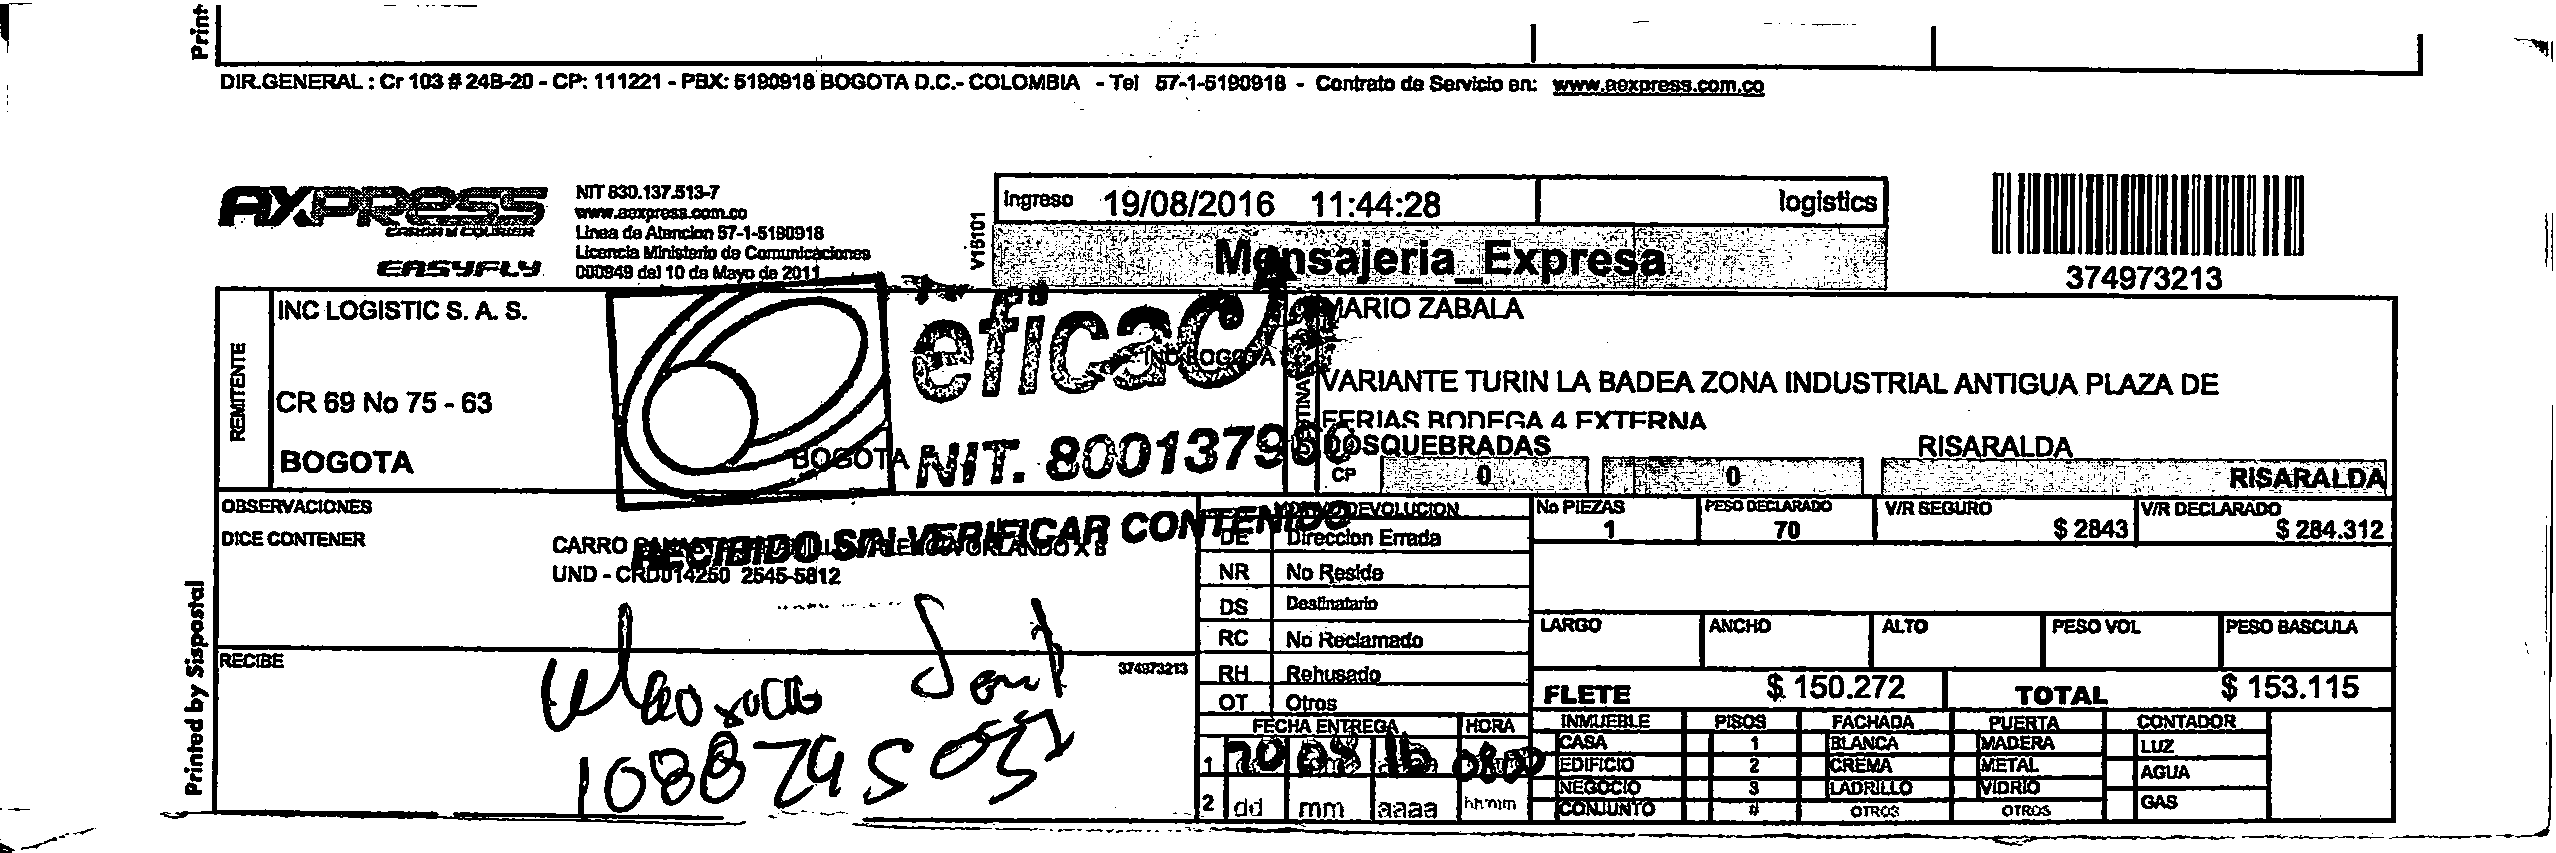 Print
DIR.GENERAL : Cr 103 # 24B-20 - CP: 111221 - PBX: 5190918 BOGOTA D.C.- COLOMBIA - Tel 57-1-5190918 - Contrato de Servicio en: www.aexpress.com.co
AXPRESS
CARGA & COURIER
EASYFLY
NIT 830.137.513-7
www.aexpress.com.co
Linea de Atencion 57-1-5190918
Licencia Ministerio de Comunicaciones
000949 del 10 de Mayo de 2011
V15101
Ingreso 19/08/2016 11:44:28 logistics
Mensajeria_Expresa
374973213
REMITENTE
INC LOGISTIC S. A. S.
CR 69 No 75 - 63
BOGOTA
BOGOTA
eficacia
NIT. 800137960
RECIBIDO SIN VERIFICAR CONTENIDO
MARIO ZABALA
VARIANTE TURIN LA BADEA ZONA INDUSTRIAL ANTIGUA PLAZA DE
FERIAS BODEGA 4 EXTERNA
DOSQUEBRADAS RISARALDA
CP 0 0 RISARALDA
OBSERVACIONES
DICE CONTENER
CARRO ORLANDO X 8
UND - CRD014250 2545-5812
DEVOLUCION
DE Direccion Errada
NR No Reside
DS Destinatario
RC No Reclamado
RH Rehusado
OT Otros
No PIEZAS 1
PESO DECLARADO 70
V/R SEGURO $ 2843
V/R DECLARADO $ 284.312
LARGO ANCHO ALTO PESO VOL PESO BASCULA
FLETE $ 150.272 TOTAL $ 153.115
RECIBE
374973213
1088245
FECHA ENTREGA HORA
1 20 08 16 0800
2 dd mm aaaa hh:mm
INMUEBLE PISOS FACHADA PUERTA CONTADOR
CASA 1 BLANCA MADERA LUZ
EDIFICIO 2 CREMA METAL AGUA
NEGOCIO 3 LADRILLO VIDRIO GAS
CONJUNTO # OTROS OTROS
Printed by Sispostal